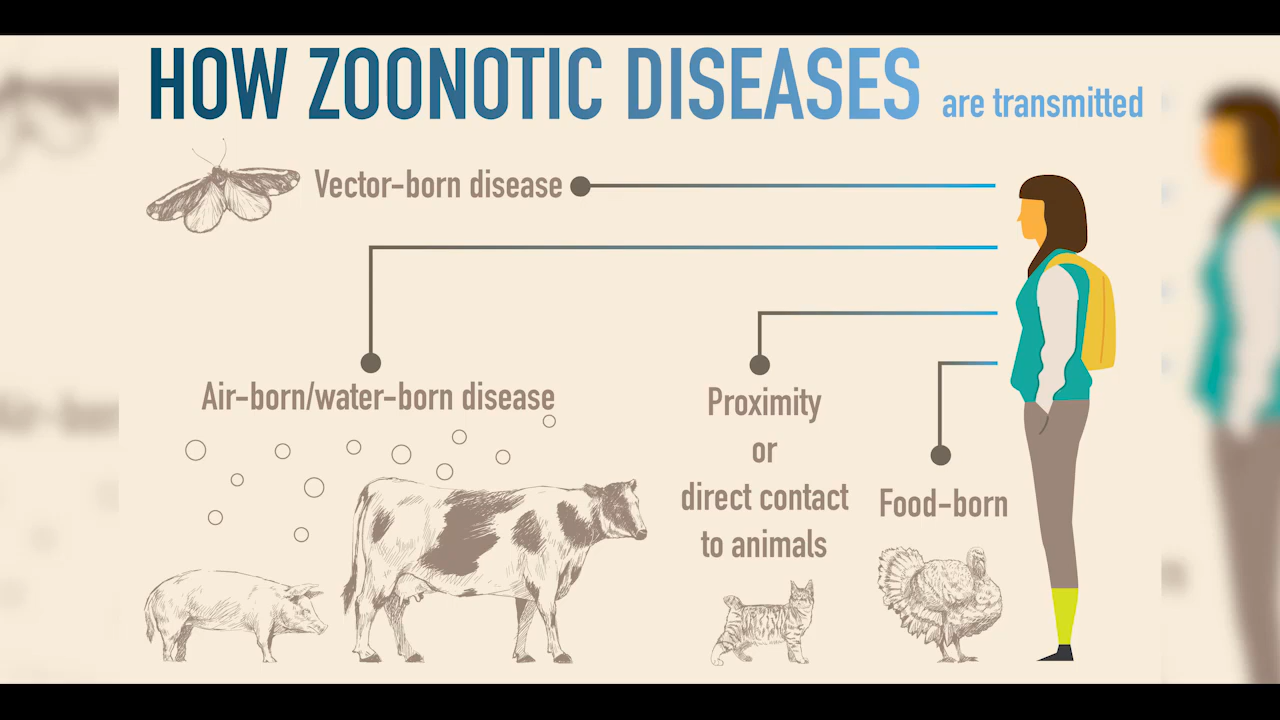 HOW ZOONOTIC DISEASES are transmitted
Vector-born disease
Air-born/water-born disease
Proximity
or
direct contact
to animals
Food-born